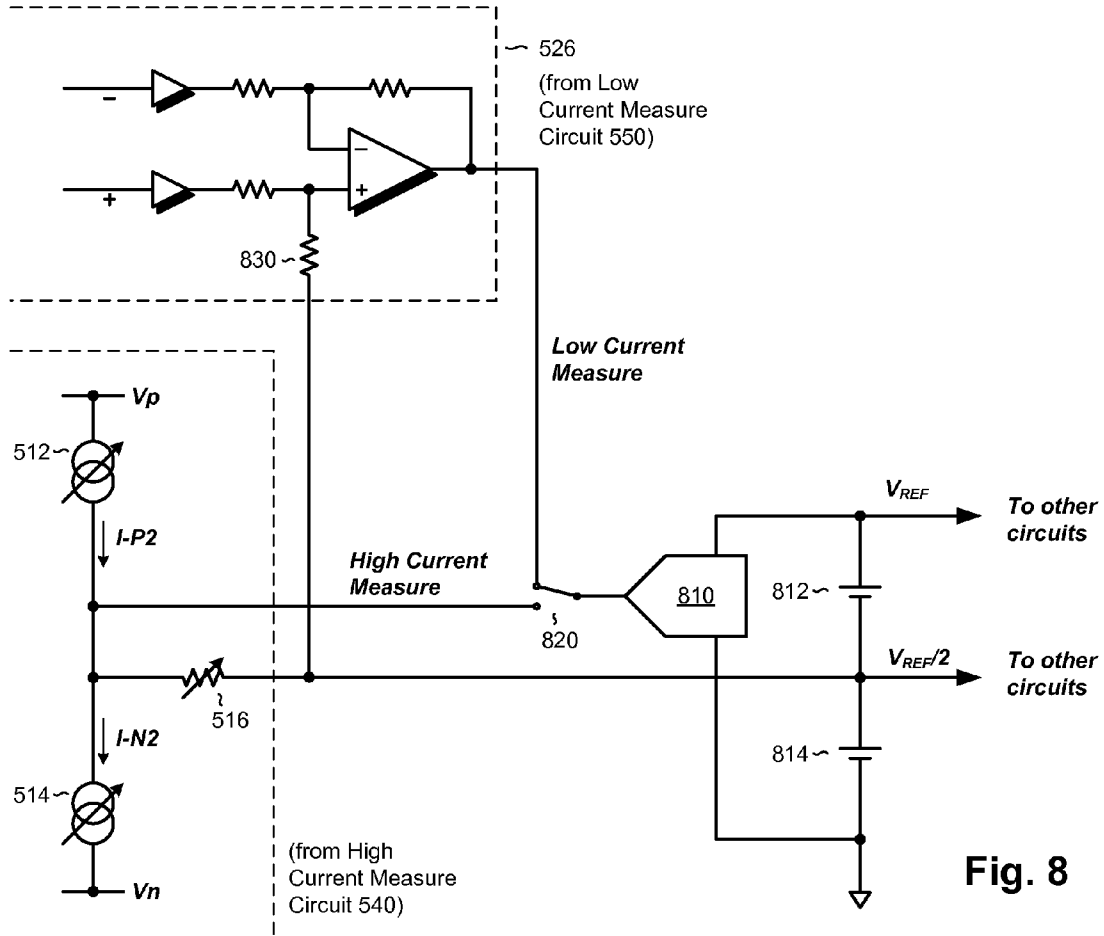 526
(from Low
Current Measure
Circuit 550)
−
−
+
+
830
Low Current
Measure
Vp
512
I-P2
High Current
Measure
820
810
VREF
To other
circuits
812
VREF/2
To other
circuits
516
I-N2
514
814
Vn
(from High
Current Measure
Circuit 540)
Fig. 8